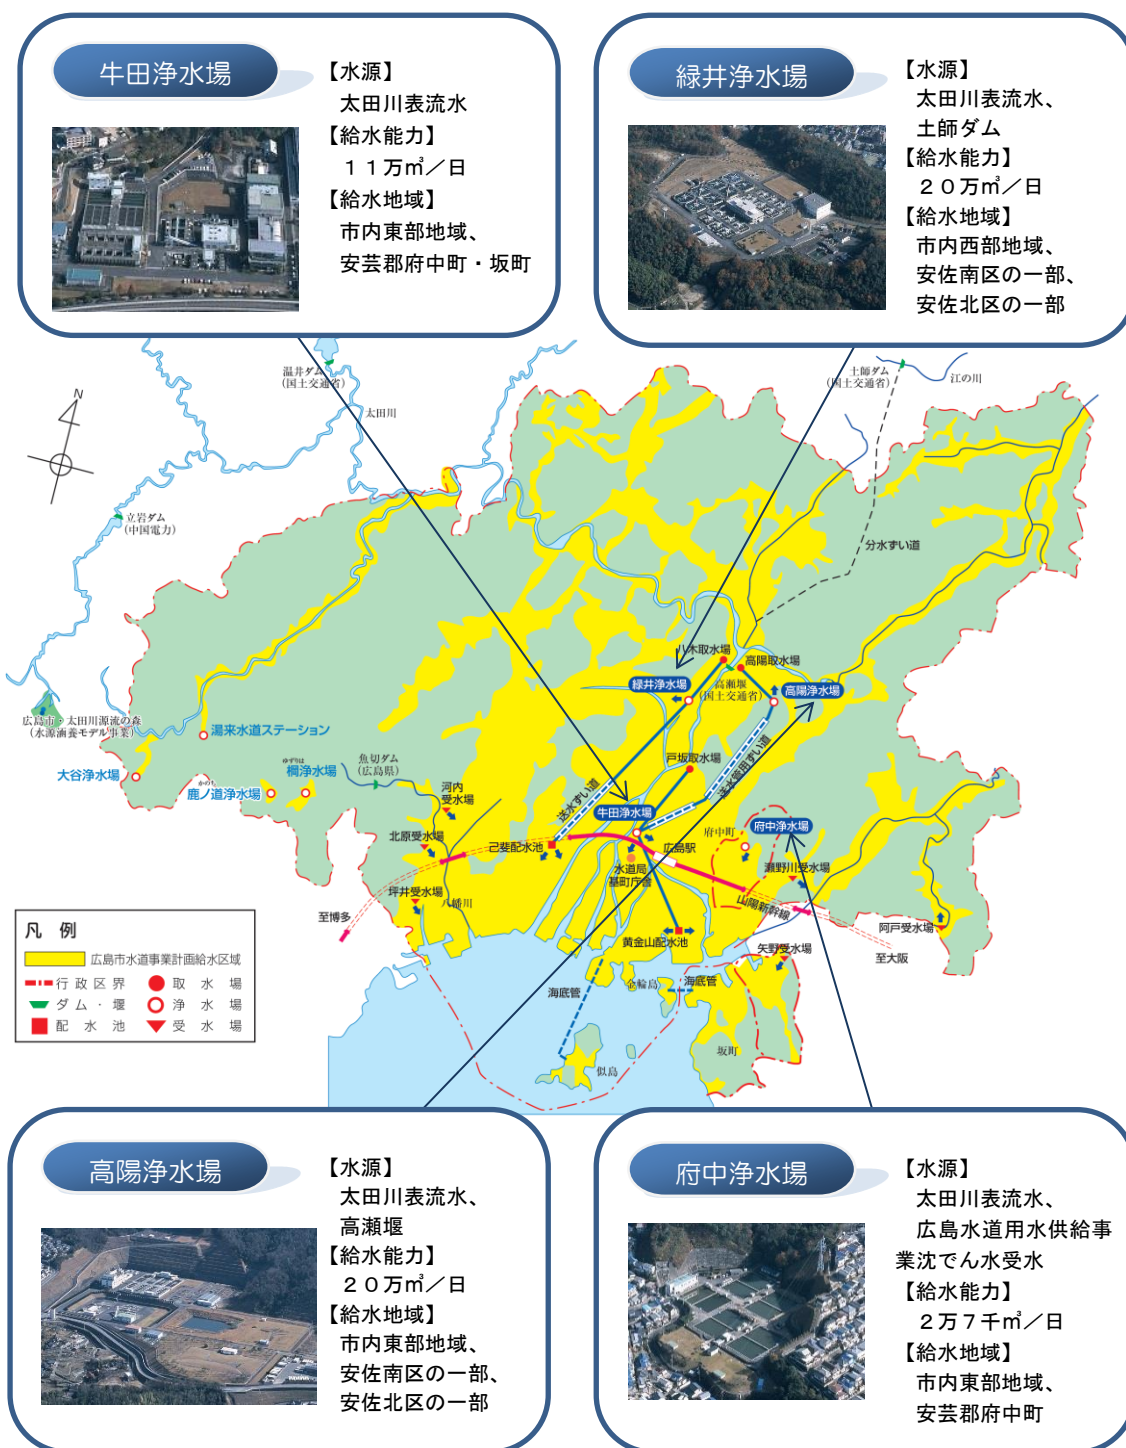 牛田浄水場
【水源】
太田川表流水
【給水能力】
１１万㎥／日
【給水地域】
市内東部地域、
安芸郡府中町・坂町
緑井浄水場
【水源】
太田川表流水、
土師ダム
【給水能力】
２０万㎥／日
【給水地域】
市内西部地域、
安佐南区の一部、
安佐北区の一部
N
温井ダム
(国土交通省)
太田川
土師ダム
(国土交通省)
江の川
立岩ダム
(中国電力)
分水ずい道
八木取水場
高陽取水場
緑井浄水場
高瀬堰
(国土交通省)
高陽浄水場
広島市・太田川源流の森
(水源涵養モデル事業)
湯来水道ステーション
大谷浄水場
かのみち
鹿ノ道浄水場
ゆずりは
楪浄水場
魚切ダム
(広島県)
戸坂取水場
送水ずい道
送水管用ずい道
河内
受水場
牛田浄水場
府中町
府中浄水場
北原受水場
己斐配水池
広島駅
水道局
基町庁舎
瀬野川受水場
坪井受水場
八幡川
山陽新幹線
至博多
黄金山配水池
阿戸受水場
矢野受水場
至大阪
海底管
金輪島
海底管
坂町
似島
凡 例
広島市水道事業計画給水区域
行政区界
取水場
ダム・堰
浄水場
配水池
受水場
高陽浄水場
【水源】
太田川表流水、
高瀬堰
【給水能力】
２０万㎥／日
【給水地域】
市内東部地域、
安佐南区の一部、
安佐北区の一部
府中浄水場
【水源】
太田川表流水、
広島水道用水供給事
業沈でん水受水
【給水能力】
２万７千㎥／日
【給水地域】
市内東部地域、
安芸郡府中町